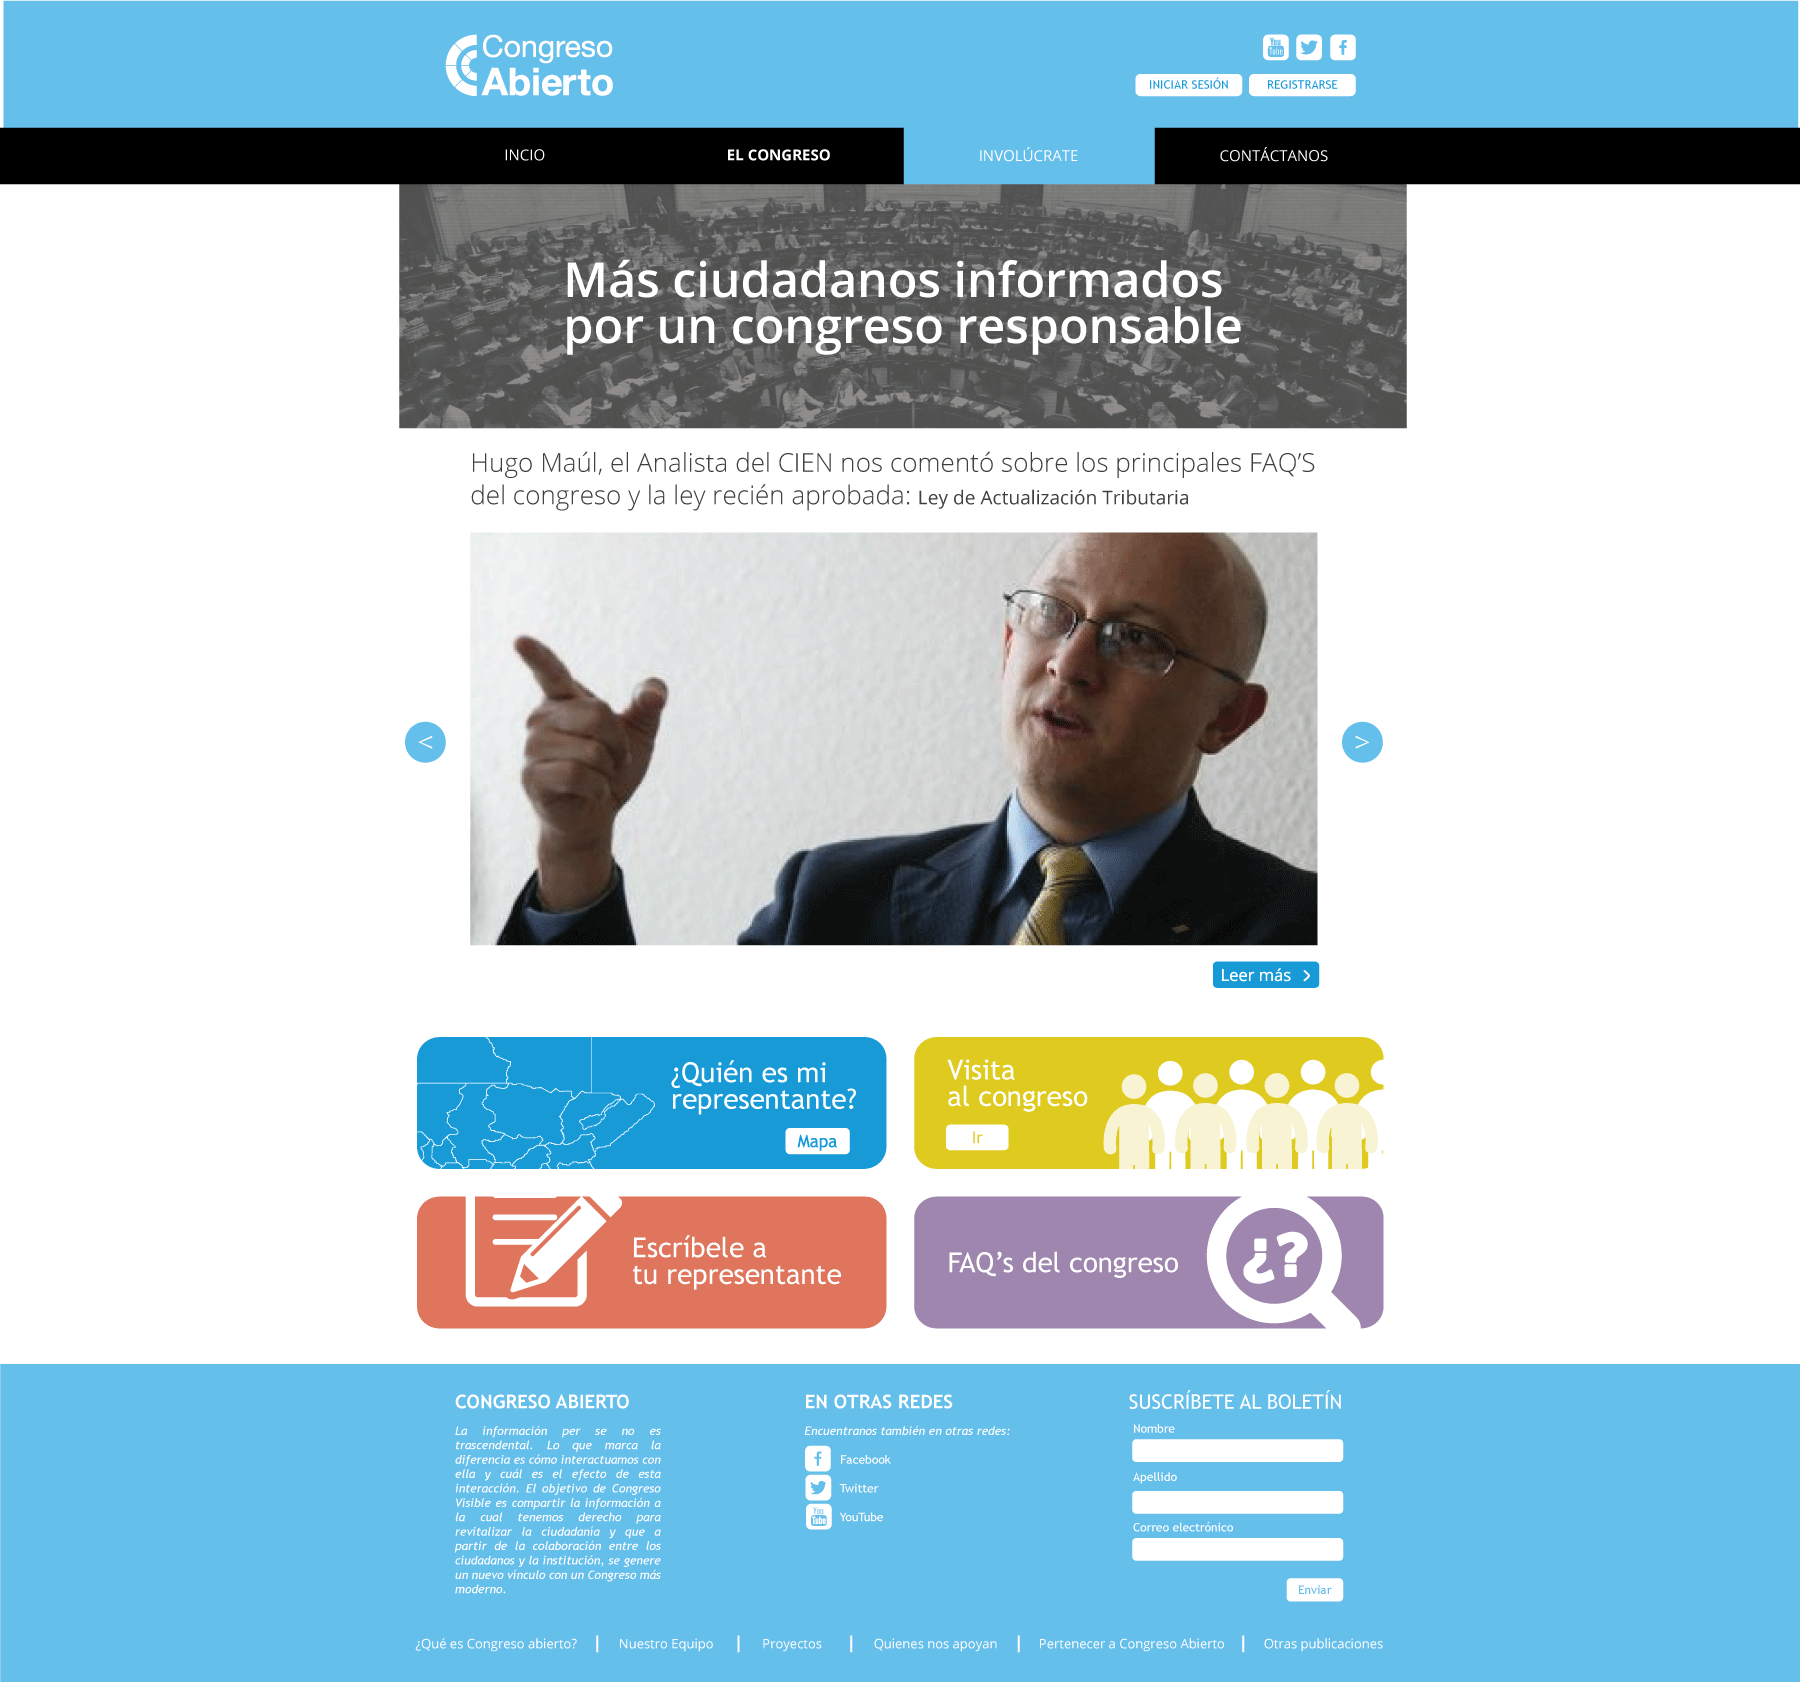 Congreso
Abierto
You
Tube
INICIAR SESIÓN
REGISTRARSE
INCIO
EL CONGRESO
INVOLÚCRATE
CONTÁCTANOS
Más ciudadanos informados
por un congreso responsable
Hugo Maúl, el Analista del CIEN nos comentó sobre los principales FAQ'S
del congreso y la ley recién aprobada: Ley de Actualización Tributaria
<
>
Leer más >
¿Quién es mi
representante?
Mapa
Visita
al congreso
Ir
Escríbele a
tu representante
FAQ's del congreso
¿?
CONGRESO ABIERTO
La información per se no es
trascendental. Lo que marca la
diferencia es cómo interactuamos con
ella y cuál es el efecto de esta
interacción. El objetivo de Congreso
Visible es compartir la información a
la cual tenemos derecho para
revitalizar la ciudadanía y que a
partir de la colaboración entre los
ciudadanos y la institución, se genere
un nuevo vínculo con un Congreso más
moderno.
EN OTRAS REDES
Encuentranos también en otras redes:
Facebook
Twitter
You
Tube
YouTube
SUSCRÍBETE AL BOLETÍN
Nombre
Apellido
Correo electrónico
Enviar
¿Qué es Congreso abierto? | Nuestro Equipo | Proyectos | Quienes nos apoyan | Pertenecer a Congreso Abierto | Otras publicaciones